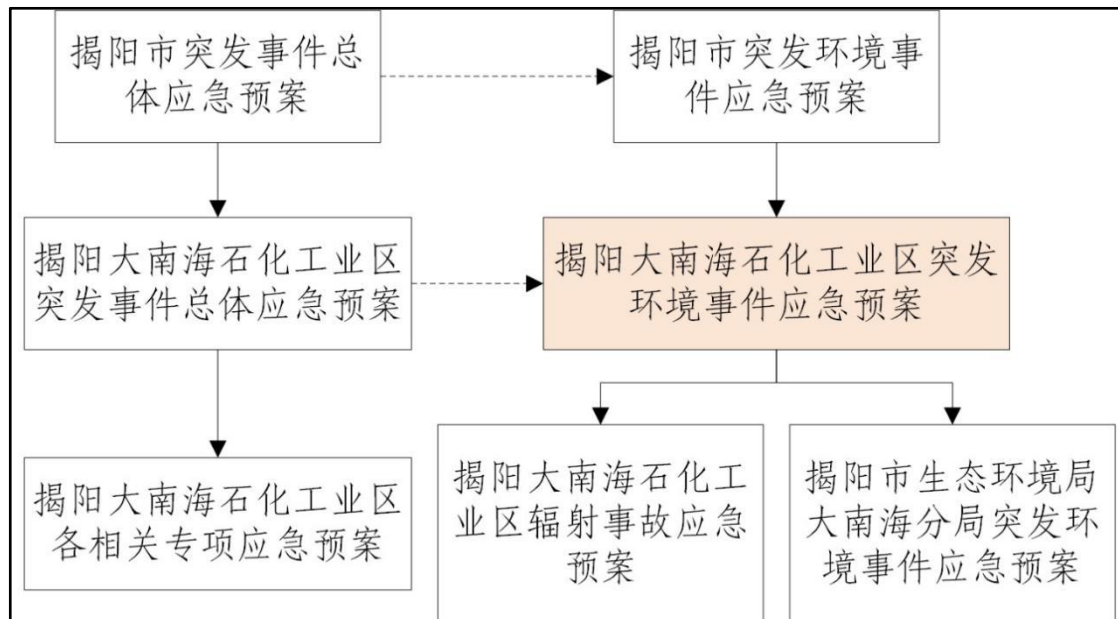 揭阳市突发事件总
体应急预案
揭阳市突发环境事
件应急预案
揭阳大南海石化工业区
突发事件总体应急预案
揭阳大南海石化工业区突发
环境事件应急预案
揭阳大南海石化工业区
各相关专项应急预案
揭阳大南海石化工
业区辐射事故应急
预案
揭阳市生态环境局
大南海分局突发环
境事件应急预案